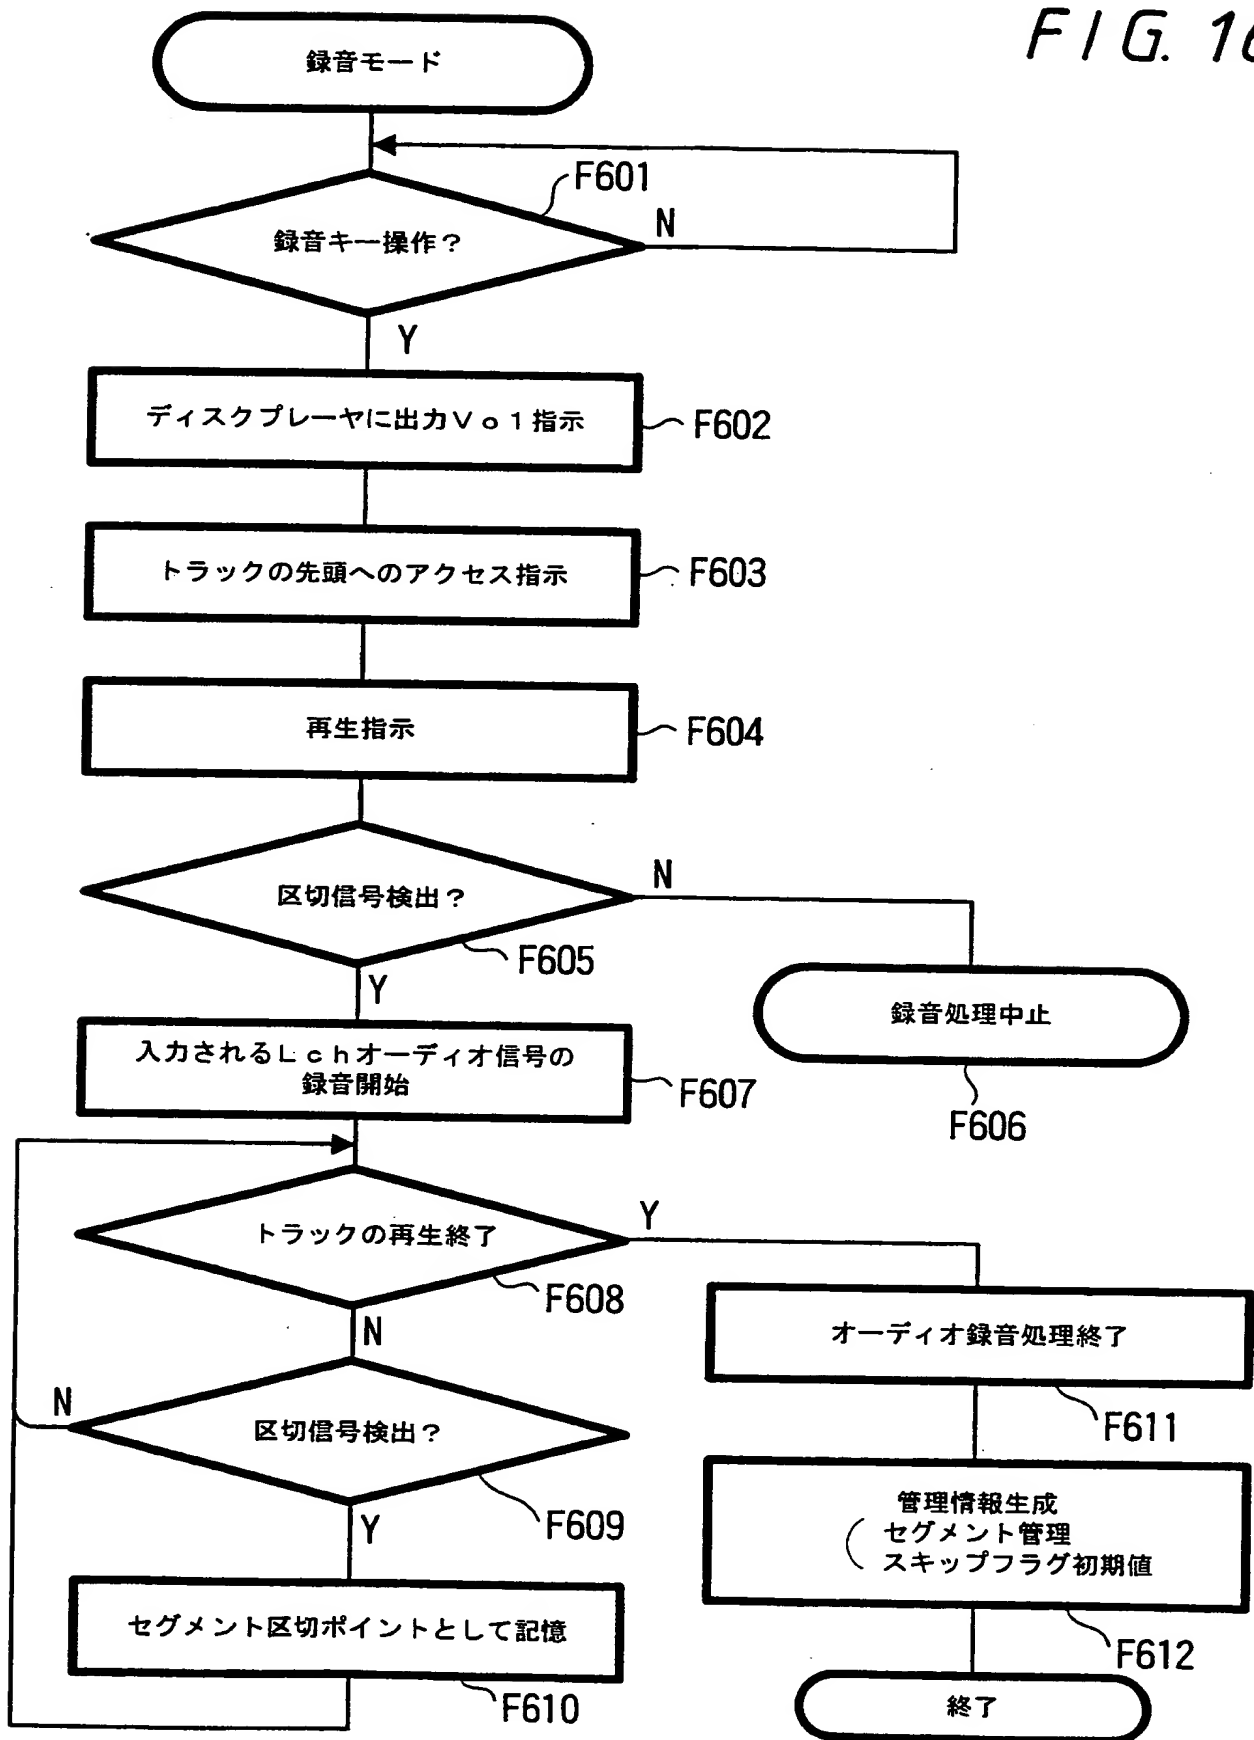 FIG. 16
録音モード
F601
録音キー操作？
N
Y
ディスクプレーヤに出力Vo1指示
F602
トラックの先頭へのアクセス指示
F603
再生指示
F604
区切信号検出？
N
F605
Y
録音処理中止
F606
入力されるLchオーディオ信号の
録音開始
F607
トラックの再生終了
Y
F608
N
オーディオ録音処理終了
F611
区切信号検出？
N
F609
Y
管理情報生成
セグメント管理
スキップフラグ初期値
F612
セグメント区切ポイントとして記憶
F610
終了